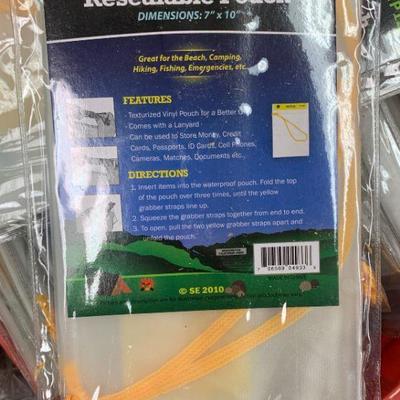 Resealable Pouch
DIMENSIONS: 7" x 10"
Great for the Beach, Camping,
Hiking, Fishing, Emergencies, etc.
FEATURES
- Texturized Vinyl Pouch for a Better
- Comes with a Lanyard
- Can be used to Store Money, Credit
Cards, Passports, ID Cards, Cell Phones,
Cameras, Matches, Documents etc..
DIRECTIONS
1. Insert items into the waterproof pouch. Fold the top
of the pouch over three times, until the yellow
grabber straps line up.
2. Squeeze the grabber straps together from end to end.
3. To open, pull the two yellow grabber straps apart and
unfold the pouch.
© SE 2010